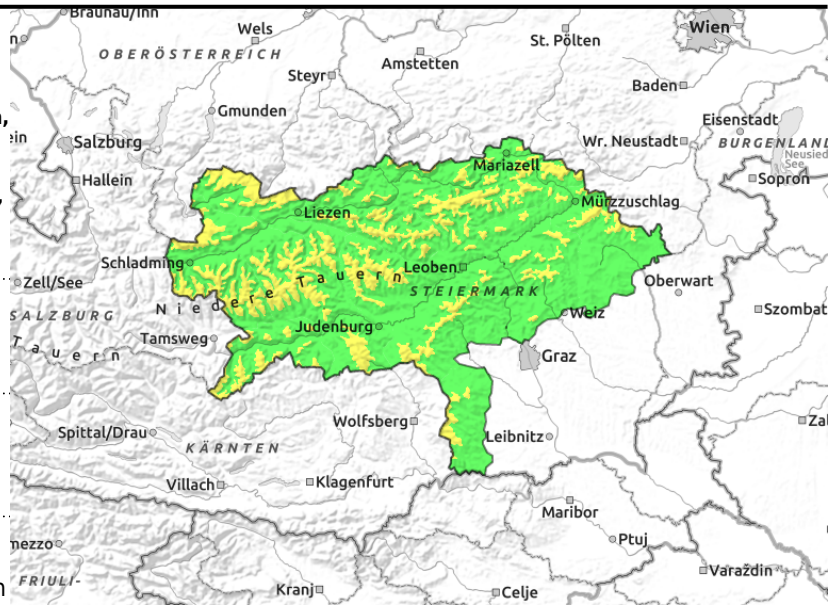 Braunau/Inn
Wels
Wien
OBERÖSTERREICH
St. Pölten
Amstetten
Steyr
Baden
Gmunden
Eisenstadt
Salzburg
Wr. Neustadt
BURGENLAND
Neusied
See
Mariazell
Hallein
Sopron
Mürzzuschlag
Liezen
Schladming
Leoben
Zell/See
Niedere Tauern
STEIERMARK
Oberwart
SALZBURG
Weiz
Szombat
Judenburg
Tamsweg
Tauern
Graz
Wolfsberg
Zal
Spittal/Drau
Leibnitz
KÄRNTEN
Villach
Klagenfurt
Maribor
mezzo
Ptuj
Varaždin
FRIULI-
Kranj
Celje